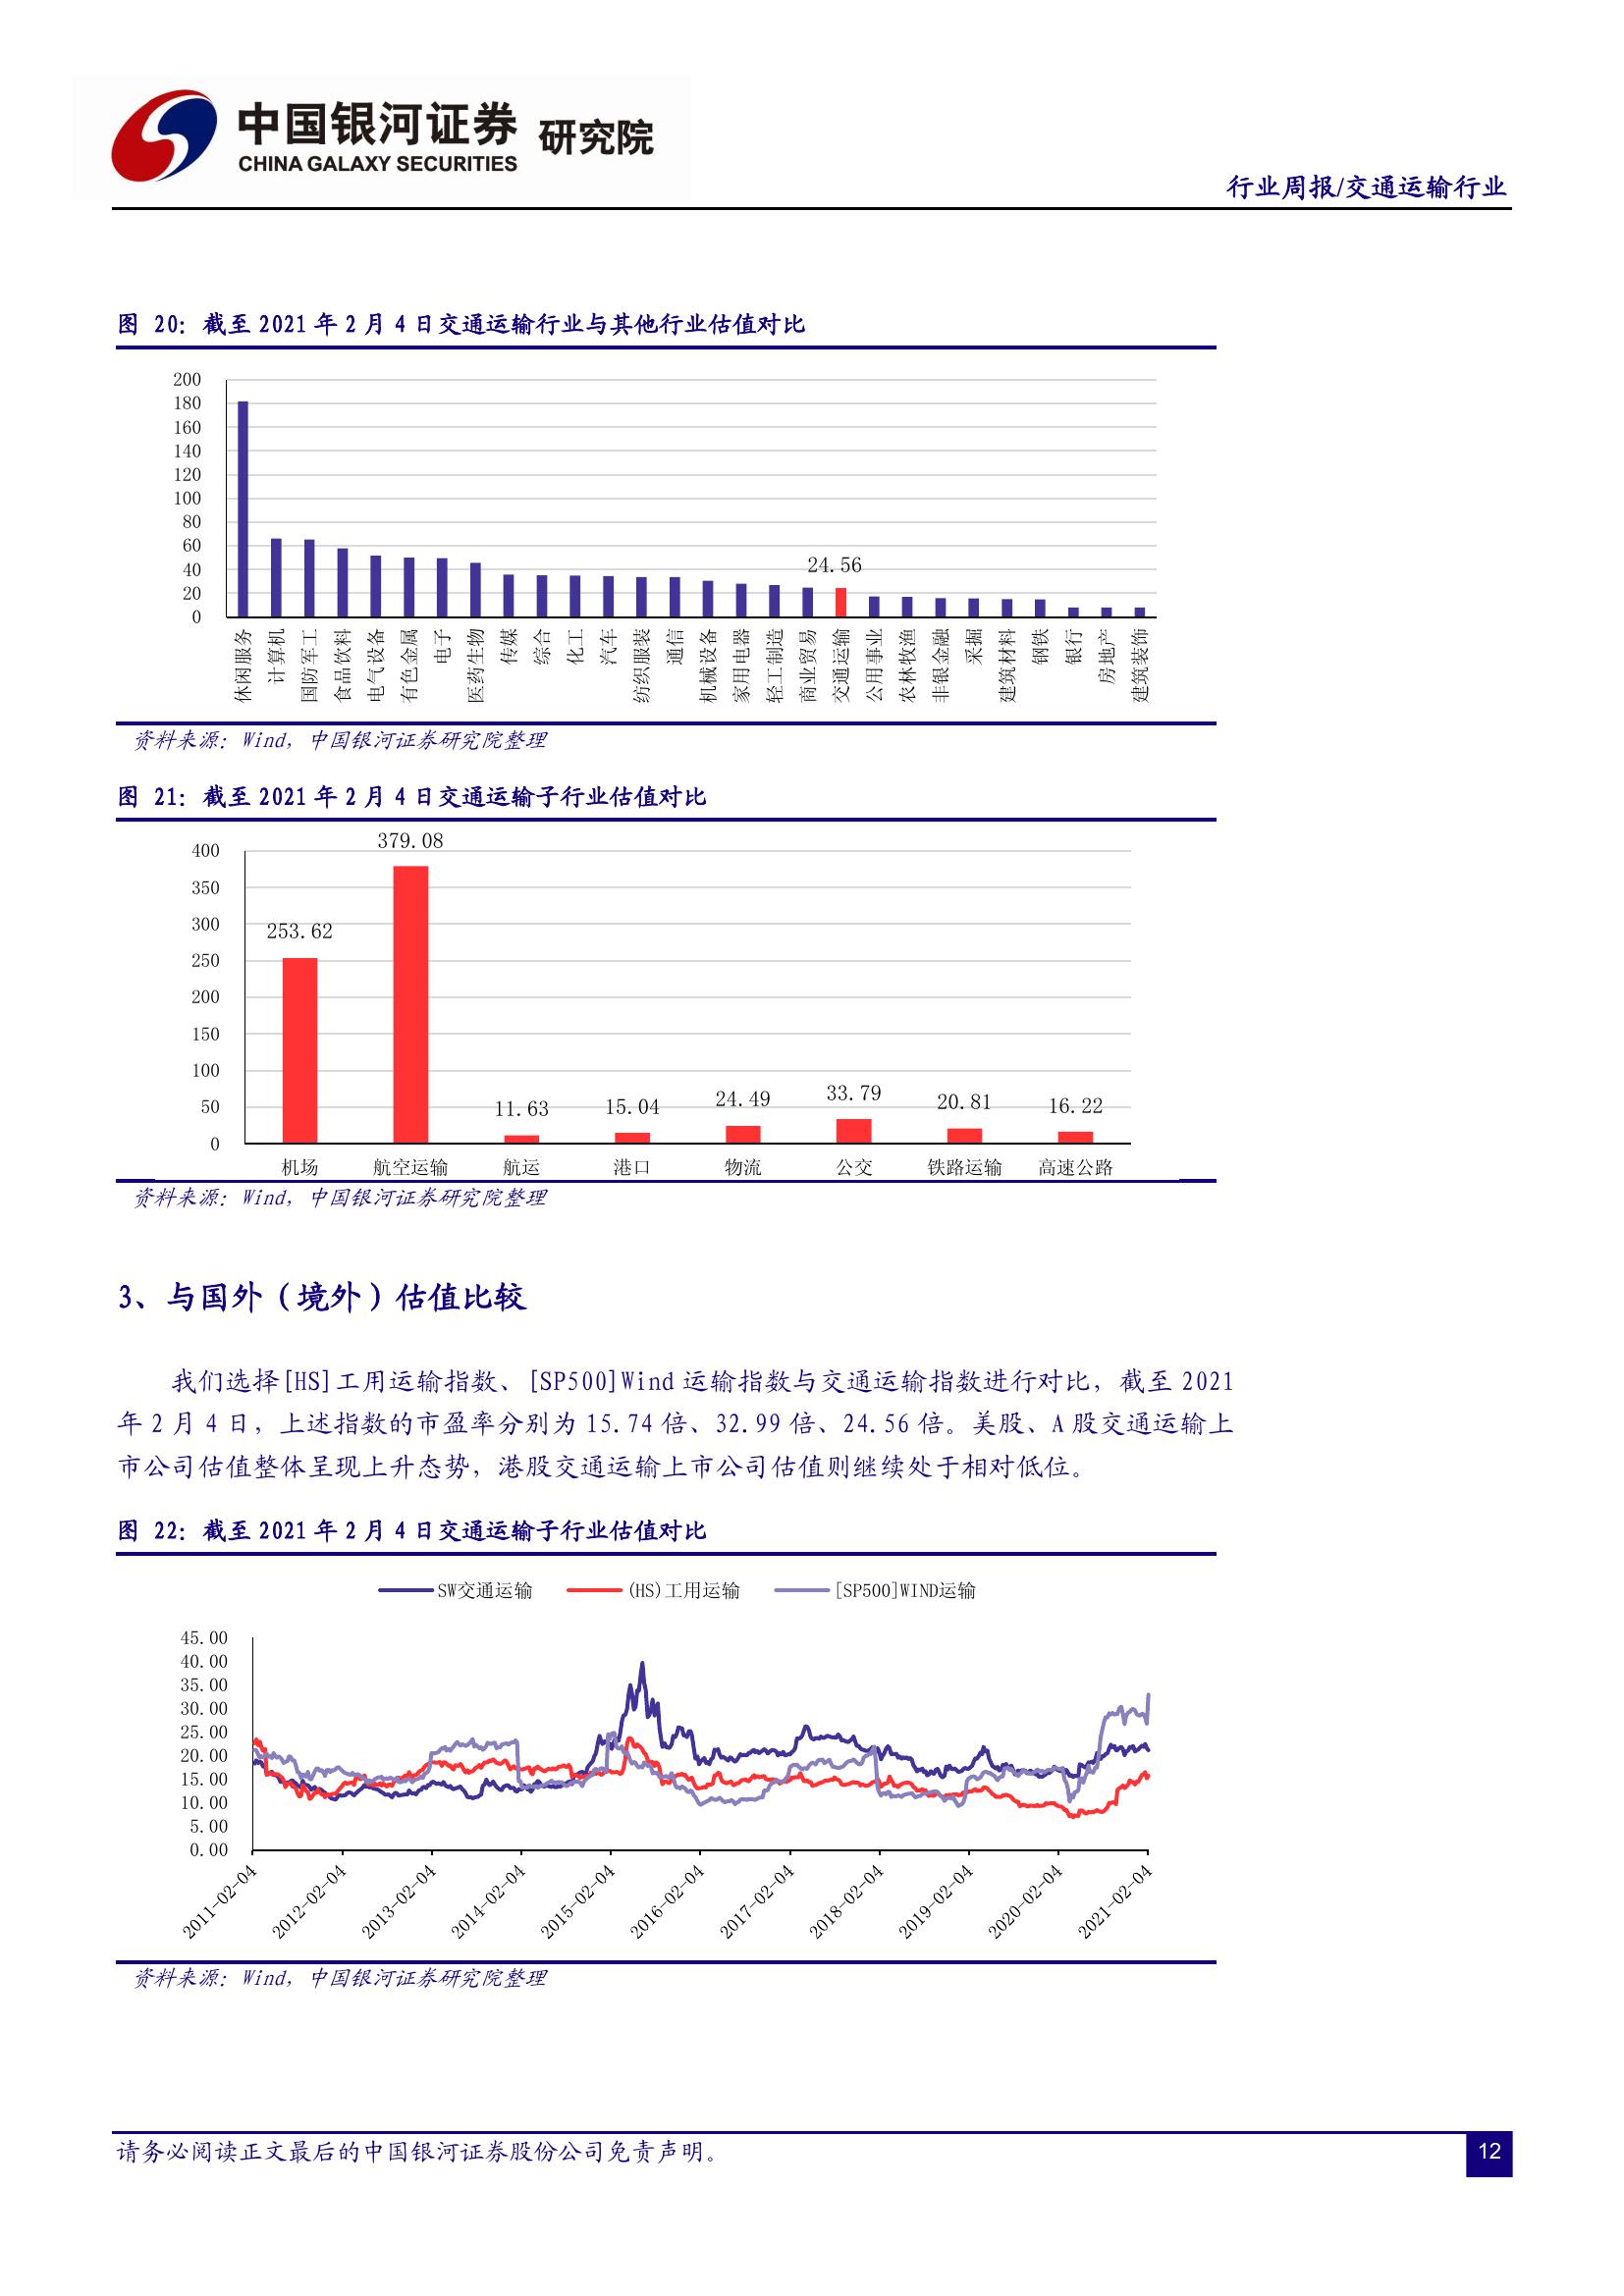 中国银河证券 研究院
CHINA GALAXY SECURITIES
行业周报/交通运输行业
图 20：截至 2021 年 2 月 4 日交通运输行业与其他行业估值对比
200
180
160
140
120
100
80
60
40
20
0
24.56
休闲服务
计算机
国防军工
食品饮料
电气设备
有色金属
电子
医药生物
传媒
综合
化工
汽车
纺织服装
通信
机械设备
家用电器
轻工制造
商业贸易
交通运输
公用事业
农林牧渔
非银金融
采掘
建筑材料
钢铁
银行
房地产
建筑装饰
资料来源：Wind，中国银河证券研究院整理
图 21：截至 2021 年 2 月 4 日交通运输子行业估值对比
400
350
300
250
200
150
100
50
0
253.62
379.08
11.63
15.04
24.49
33.79
20.81
16.22
机场
航空运输
航运
港口
物流
公交
铁路运输
高速公路
资料来源：Wind，中国银河证券研究院整理
3、与国外（境外）估值比较
我们选择[HS]工用运输指数、[SP500]Wind 运输指数与交通运输指数进行对比，截至 2021
年 2 月 4 日，上述指数的市盈率分别为 15.74 倍、32.99 倍、24.56 倍。美股、A 股交通运输上
市公司估值整体呈现上升态势，港股交通运输上市公司估值则继续处于相对低位。
图 22：截至 2021 年 2 月 4 日交通运输子行业估值对比
SW交通运输
(HS)工用运输
[SP500]WIND运输
45.00
40.00
35.00
30.00
25.00
20.00
15.00
10.00
5.00
0.00
2011-02-04
2012-02-04
2013-02-04
2014-02-04
2015-02-04
2016-02-04
2017-02-04
2018-02-04
2019-02-04
2020-02-04
2021-02-04
资料来源：Wind，中国银河证券研究院整理
请务必阅读正文最后的中国银河证券股份公司免责声明。
12